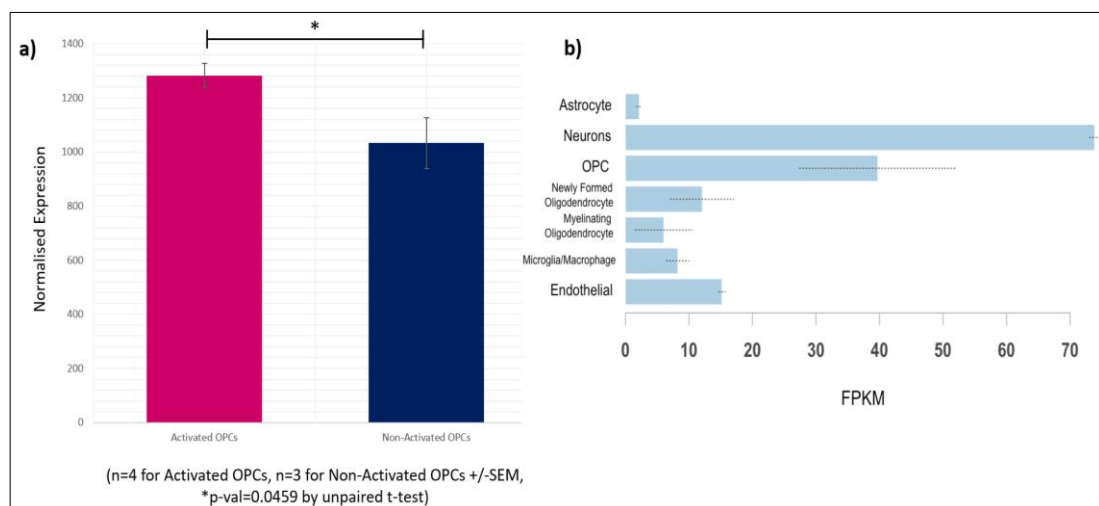 a)
*
1400
1200
1000
800
600
400
200
0
Normalised Expression
Activated OPCs
Non-Activated OPCs
(n=4 for Activated OPCs, n=3 for Non-Activated OPCs +/-SEM,
*p-val=0.0459 by unpaired t-test)
b)
Astrocyte
Neurons
OPC
Newly Formed
Oligodendrocyte
Myelinating
Oligodendrocyte
Microglia/Macrophage
Endothelial
0 10 20 30 40 50 60 70
FPKM